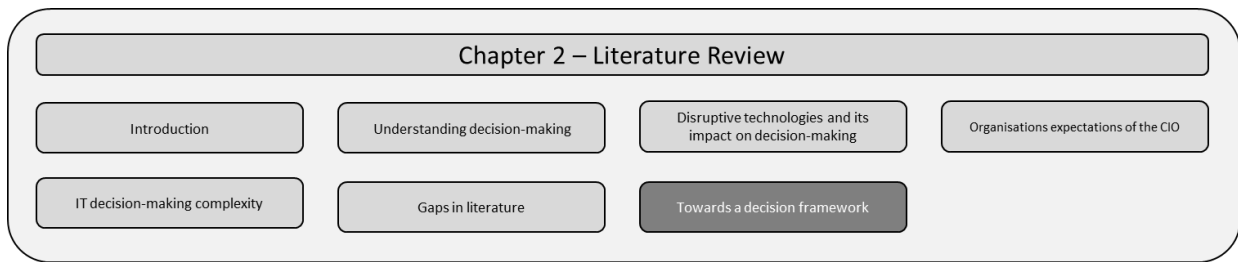 Chapter 2 – Literature Review
Introduction
Understanding decision-making
Disruptive technologies and its
impact on decision-making
Organisations expectations of the CIO
IT decision-making complexity
Gaps in literature
Towards a decision framework